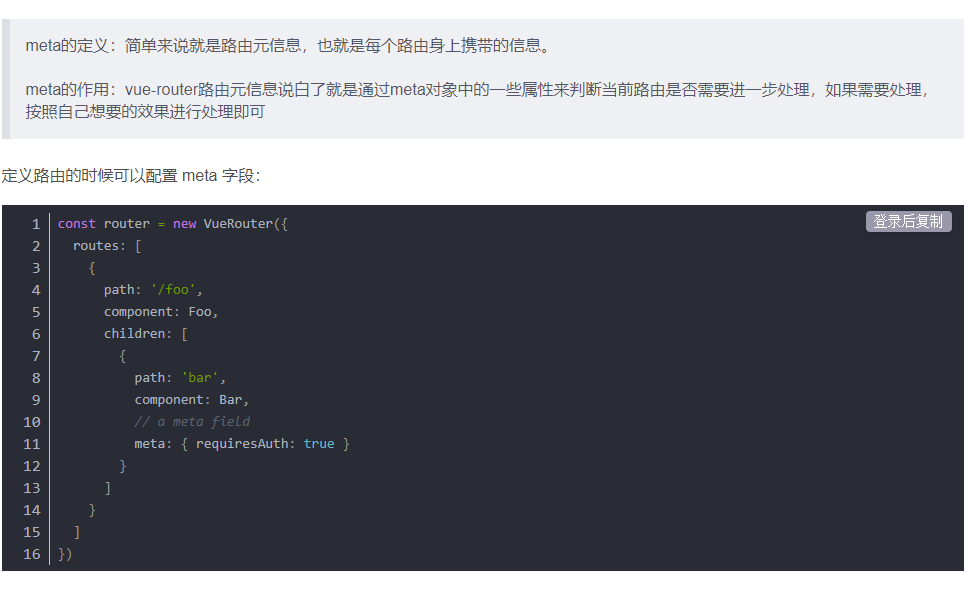 meta的定义：简单来说就是路由元信息，也就是每个路由身上携带的信息。
meta的作用：vue-router路由元信息说白了就是通过meta对象中的一些属性来判断当前路由是否需要进一步处理，如果需要处理，
按照自己想要的效果进行处理即可
定义路由的时候可以配置 meta 字段：
登录后复制
1 const router = new VueRouter({
2   routes: [
3     {
4       path: '/foo',
5       component: Foo,
6       children: [
7         {
8           path: 'bar',
9           component: Bar,
10           // a meta field
11           meta: { requiresAuth: true }
12         }
13       ]
14     }
15   ]
16 })